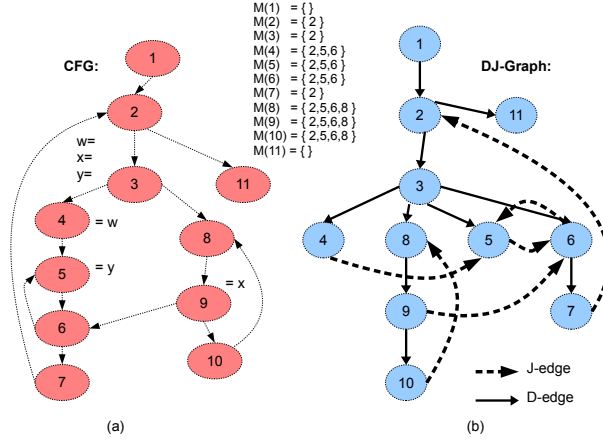 CFG:
1
2
w=
x=
y=
3
11
4
= w
8
5
= y
9
= x
6
10
7
(a)
M(1) = { }
M(2) = { 2 }
M(3) = { 2 }
M(4) = { 2,5,6 }
M(5) = { 2,5,6 }
M(6) = { 2,5,6 }
M(7) = { 2 }
M(8) = { 2,5,6,8 }
M(9) = { 2,5,6,8 }
M(10) = { 2,5,6,8 }
M(11) = { }
DJ-Graph:
1
2
11
3
4
8
5
6
9
7
10
J-edge
D-edge
(b)